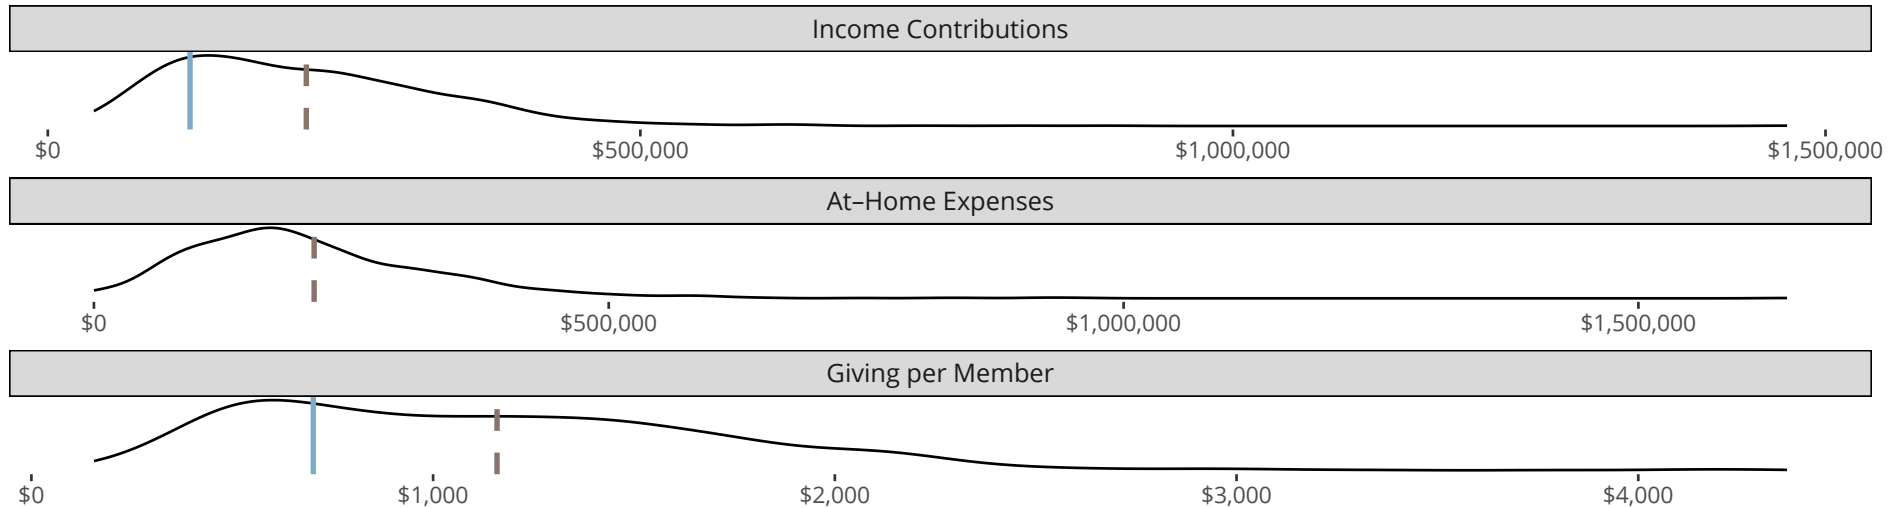 Income Contributions
$0 $500,000 $1,000,000 $1,500,000
At–Home Expenses
$0 $500,000 $1,000,000 $1,500,000
Giving per Member
$0 $1,000 $2,000 $3,000 $4,000